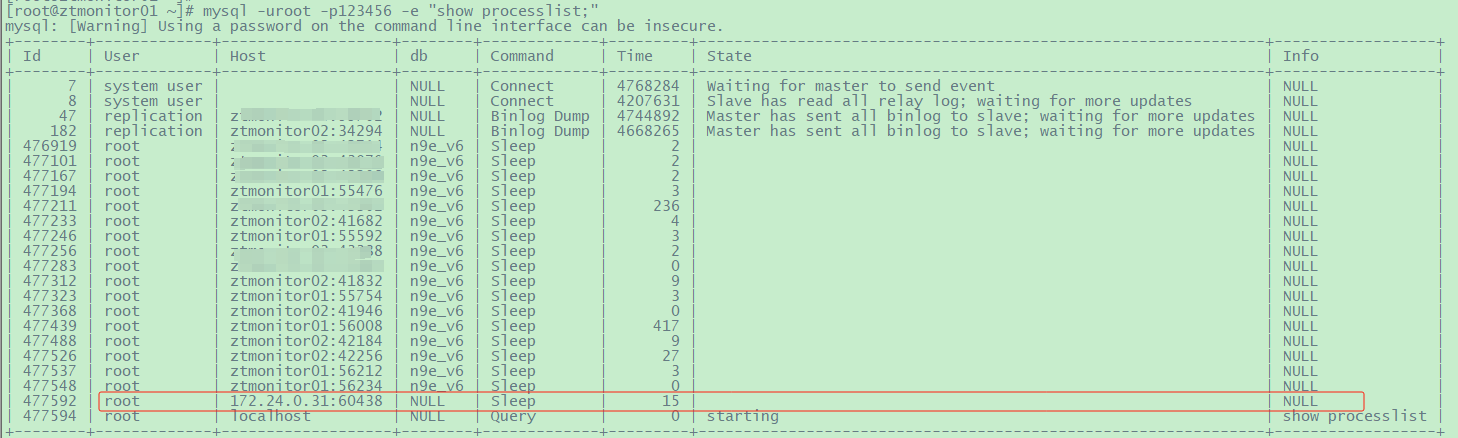 [root@ztmonitor01 ~]# mysql -uroot -p123456 -e "show processlist;"
mysql: [Warning] Using a password on the command line interface can be insecure.
| Id | User | Host | db | Command | Time | State | Info |
| 7 | system user | | NULL | Connect | 4768284 | Waiting for master to send event | NULL |
| 8 | system user | | NULL | Connect | 4207631 | Slave has read all relay log; waiting for more updates | NULL |
| 47 | replication | | NULL | Binlog Dump | 4744892 | Master has sent all binlog to slave; waiting for more updates | NULL |
| 182 | replication | ztmonitor02:34294 | NULL | Binlog Dump | 4668265 | Master has sent all binlog to slave; waiting for more updates | NULL |
| 476919 | root | | n9e_v6 | Sleep | 2 | | NULL |
| 477101 | root | | n9e_v6 | Sleep | 2 | | NULL |
| 477167 | root | | n9e_v6 | Sleep | 2 | | NULL |
| 477194 | root | ztmonitor01:55476 | n9e_v6 | Sleep | 3 | | NULL |
| 477211 | root | | n9e_v6 | Sleep | 236 | | NULL |
| 477233 | root | ztmonitor02:41682 | n9e_v6 | Sleep | 4 | | NULL |
| 477246 | root | ztmonitor01:55592 | n9e_v6 | Sleep | 3 | | NULL |
| 477256 | root | | n9e_v6 | Sleep | 2 | | NULL |
| 477283 | root | | n9e_v6 | Sleep | 0 | | NULL |
| 477312 | root | ztmonitor02:41832 | n9e_v6 | Sleep | 9 | | NULL |
| 477323 | root | ztmonitor01:55754 | n9e_v6 | Sleep | 3 | | NULL |
| 477368 | root | ztmonitor02:41946 | n9e_v6 | Sleep | 0 | | NULL |
| 477439 | root | ztmonitor01:56008 | n9e_v6 | Sleep | 417 | | NULL |
| 477488 | root | ztmonitor02:42184 | n9e_v6 | Sleep | 9 | | NULL |
| 477526 | root | ztmonitor02:42256 | n9e_v6 | Sleep | 27 | | NULL |
| 477537 | root | ztmonitor01:56212 | n9e_v6 | Sleep | 3 | | NULL |
| 477548 | root | ztmonitor01:56234 | n9e_v6 | Sleep | 0 | | NULL |
| 477592 | root | 172.24.0.31:60438 | NULL | Sleep | 15 | | NULL |
| 477594 | root | localhost | NULL | Query | 0 | starting | show processlist |